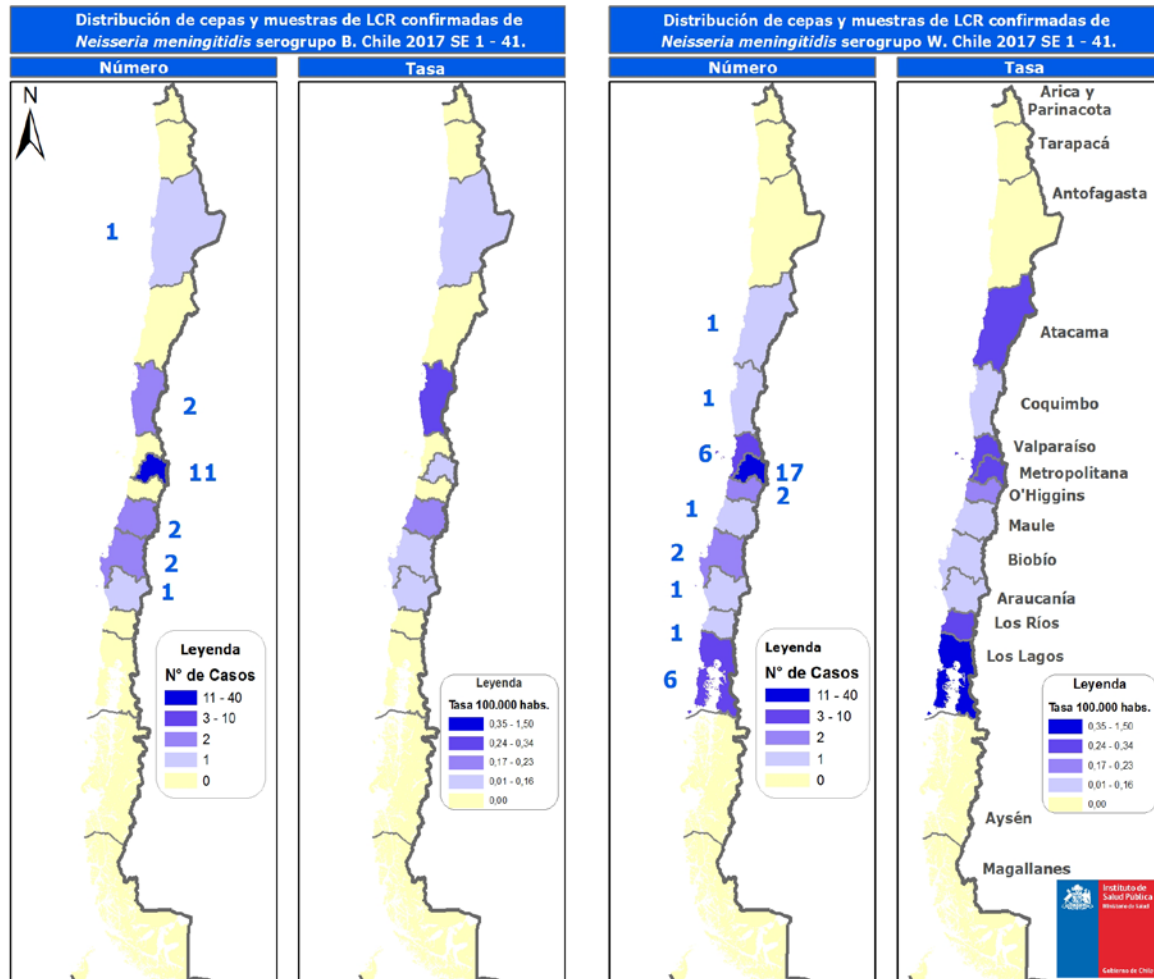 Distribución de cepas y muestras de LCR confirmadas de
Neisseria meningitidis serogrupo B. Chile 2017 SE 1 - 41.
Número
Tasa
N
1
2
11
2
2
1
Leyenda
N° de Casos
11 - 40
3 - 10
2
1
0
Leyenda
Tasa 100.000 habs.
0,35 - 1,50
0,24 - 0,34
0,17 - 0,23
0,01 - 0,16
0,00
Distribución de cepas y muestras de LCR confirmadas de
Neisseria meningitidis serogrupo W. Chile 2017 SE 1 - 41.
Número
Tasa
1
1
6
17
2
1
2
1
1
6
Leyenda
N° de Casos
11 - 40
3 - 10
2
1
0
Arica y
Parinacota
Tarapacá
Antofagasta
Atacama
Coquimbo
Valparaíso
Metropolitana
O'Higgins
Maule
Biobío
Araucanía
Los Ríos
Los Lagos
Leyenda
Tasa 100.000 habs.
0,35 - 1,50
0,24 - 0,34
0,17 - 0,23
0,01 - 0,16
0,00
Aysén
Magallanes
Instituto de
Salud Pública
Ministerio de Salud
Gobierno de Chile